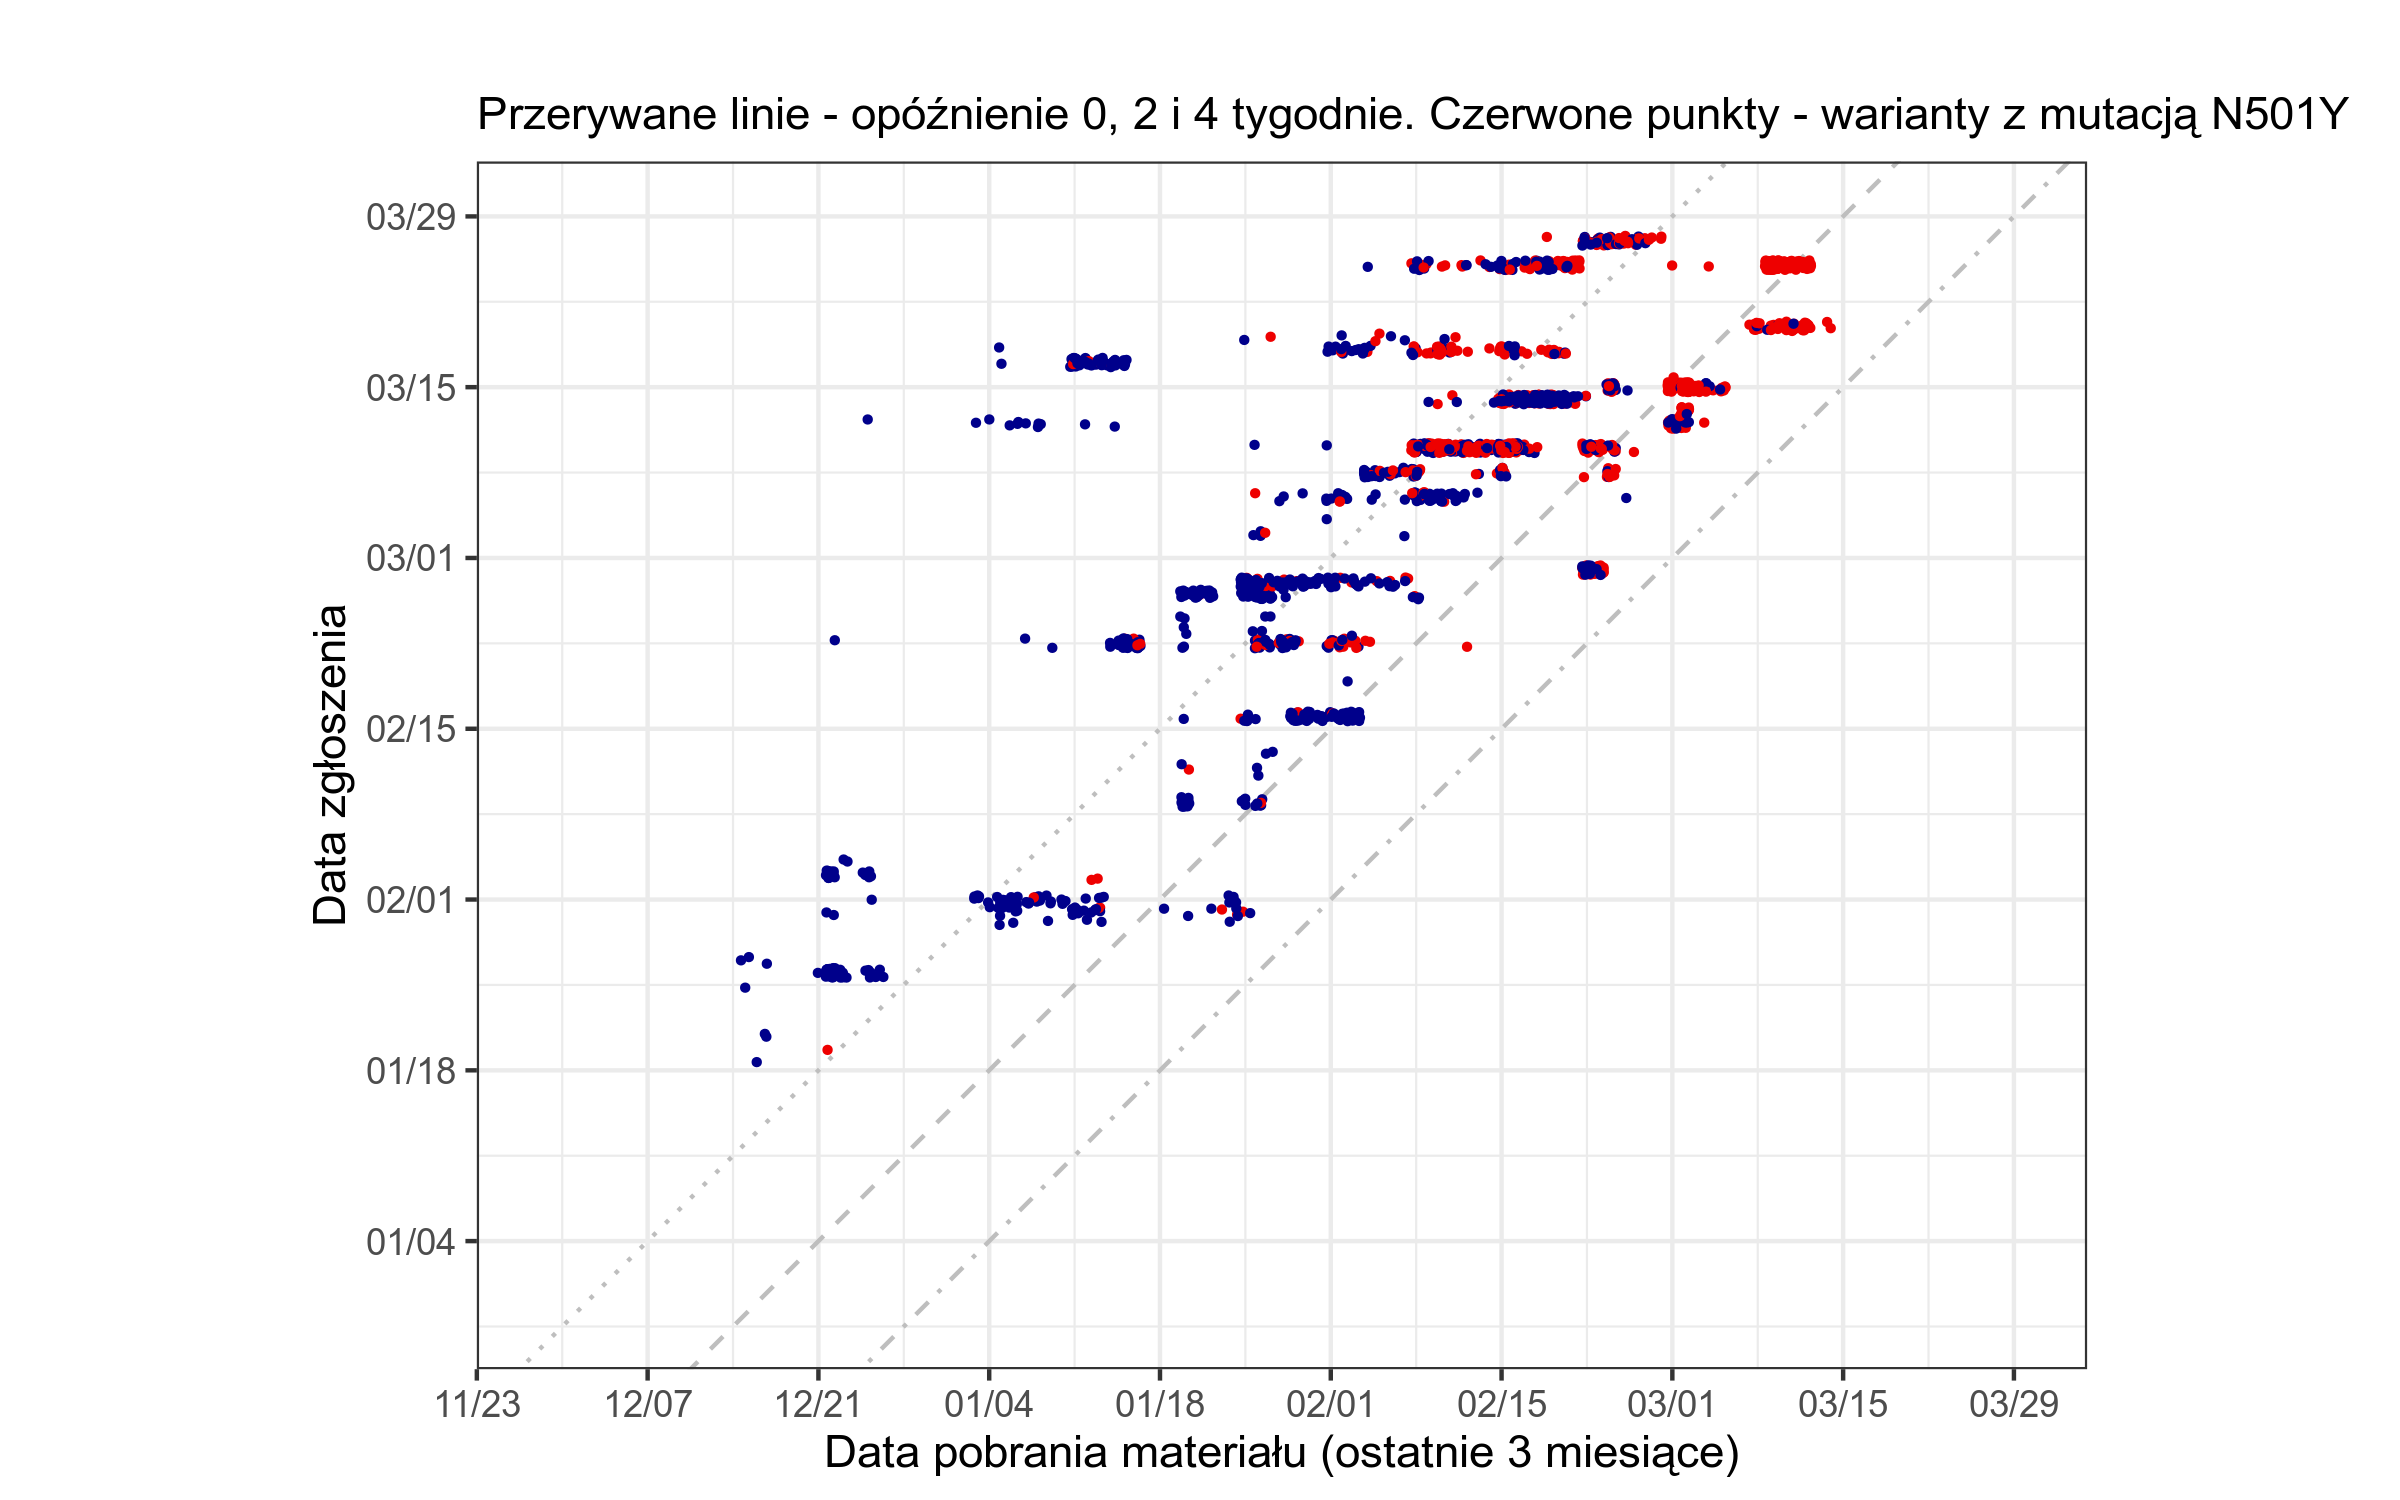 Przerywane linie - opóźnienie 0, 2 i 4 tygodnie. Czerwone punkty - warianty z mutacją N501Y
03/29
03/15
03/01
02/15
02/01
01/18
01/04
Data zgłoszenia
11/23 12/07 12/21 01/04 01/18 02/01 02/15 03/01 03/15 03/29
Data pobrania materiału (ostatnie 3 miesiące)